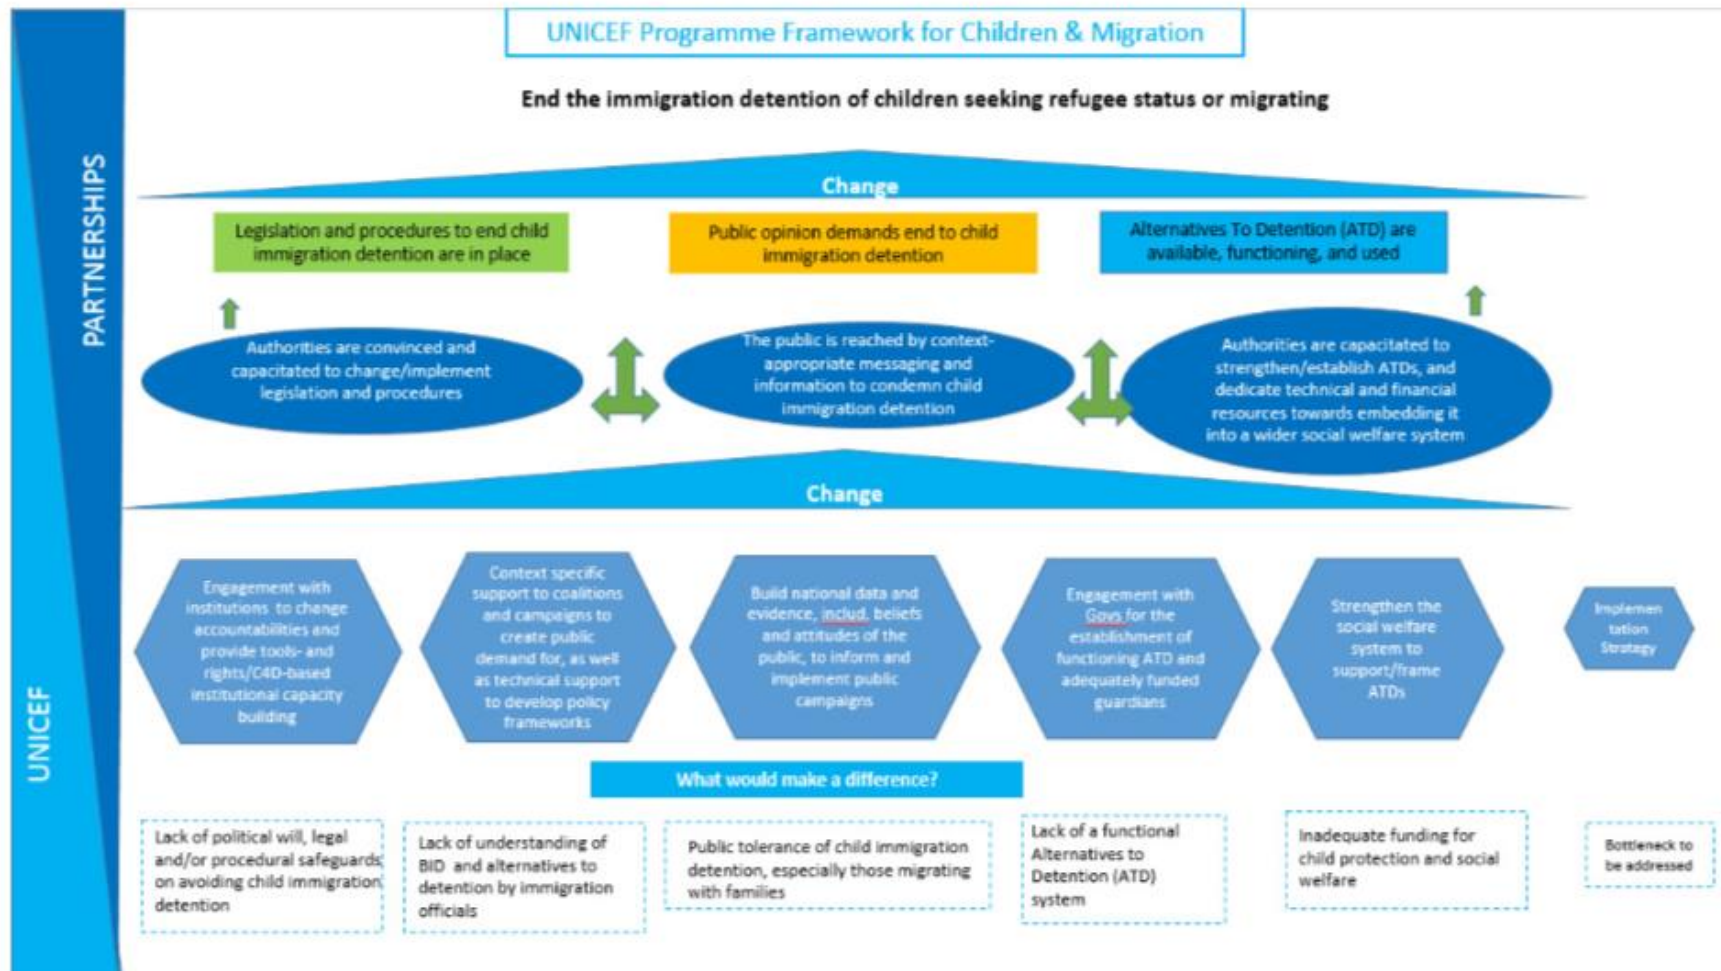 UNICEF Programme Framework for Children & Migration
End the immigration detention of children seeking refugee status or migrating
PARTNERSHIPS
UNICEF
Change
Legislation and procedures to end child
immigration detention are in place
Public opinion demands end to child
immigration detention
Alternatives To Detention (ATD) are
available, functioning, and used
Authorities are convinced and
capacitated to change/implement
legislation and procedures
The public is reached by context-
appropriate messaging and
information to condemn child
immigration detention
Authorities are capacitated to
strengthen/establish ATDs, and
dedicate technical and financial
resources towards embedding it
into a wider social welfare system
Change
Engagement with
institutions to change
accountabilities and
provide tools- and
rights/C4D-based
institutional capacity
building
Context specific
support to coalitions
and campaigns to
create public
demand for, as well
as technical support
to develop policy
frameworks
Build national data and
evidence, includ. beliefs
and attitudes of the
public, to inform and
implement public
campaigns
Engagement with
Govs for the
establishment of
functioning ATD and
adequately funded
guardians
Strengthen the
social welfare
system to
support/frame
ATDs
Implemen
tation
Strategy
What would make a difference?
Lack of political will, legal
and/or procedural safeguards
on avoiding child immigration
detention
Lack of understanding of
BID and alternatives to
detention by immigration
officials
Public tolerance of child immigration
detention, especially those migrating
with families
Lack of a functional
Alternatives to
Detention (ATD)
system
Inadequate funding for
child protection and social
welfare
Bottleneck to
be addressed